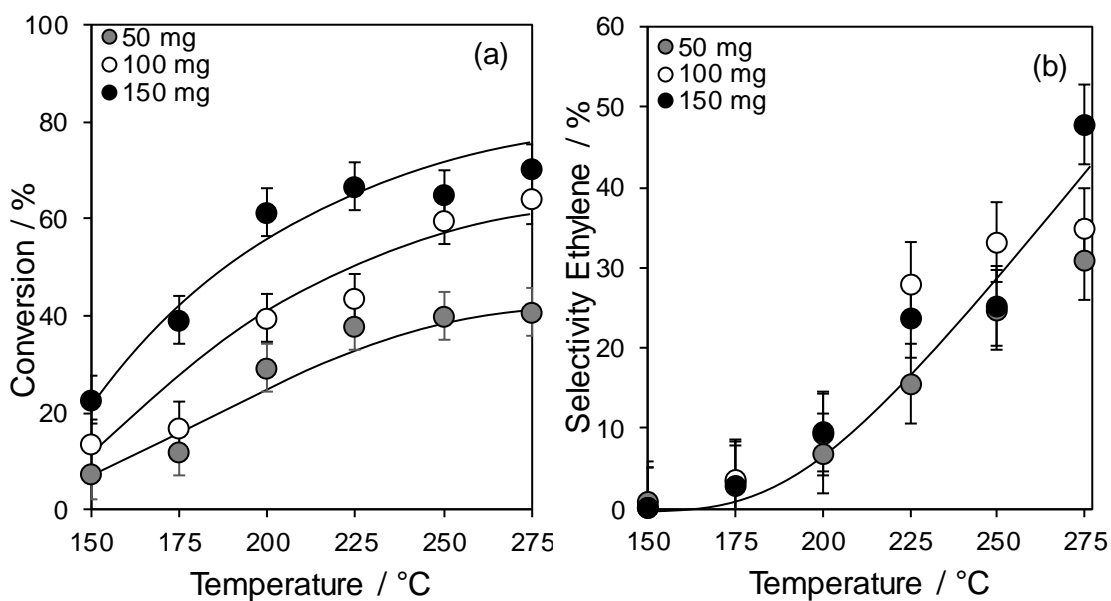 100
80
60
40
20
0
Conversion / %
50 mg
100 mg
150 mg
(a)
150 175 200 225 250 275
Temperature / °C
60
50
40
30
20
10
0
Selectivity Ethylene / %
50 mg
100 mg
150 mg
(b)
150 175 200 225 250 275
Temperature / °C